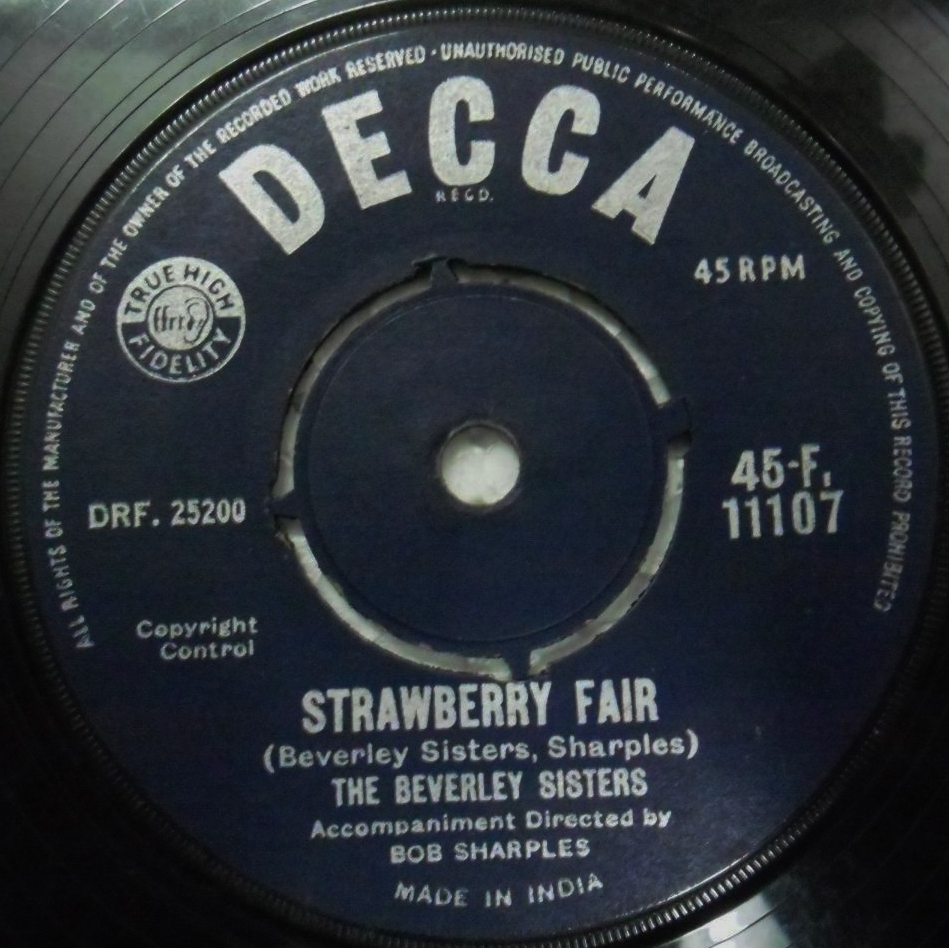 ALL RIGHTS OF THE MANUFACTURER AND OF THE OWNER OF THE RECORDED WORK RESERVED · UNAUTHORISED PUBLIC PERFORMANCE BROADCASTING AND COPYING OF THIS RECORD PROHIBITED
DECCA
REGD.
45 RPM
TRUE HIGH
ffrr
FIDELITY
45-F.
11107
DRF. 25200
Copyright
Control
STRAWBERRY FAIR
(Beverley Sisters, Sharples)
THE BEVERLEY SISTERS
Accompaniment Directed by
BOB SHARPLES
MADE IN INDIA